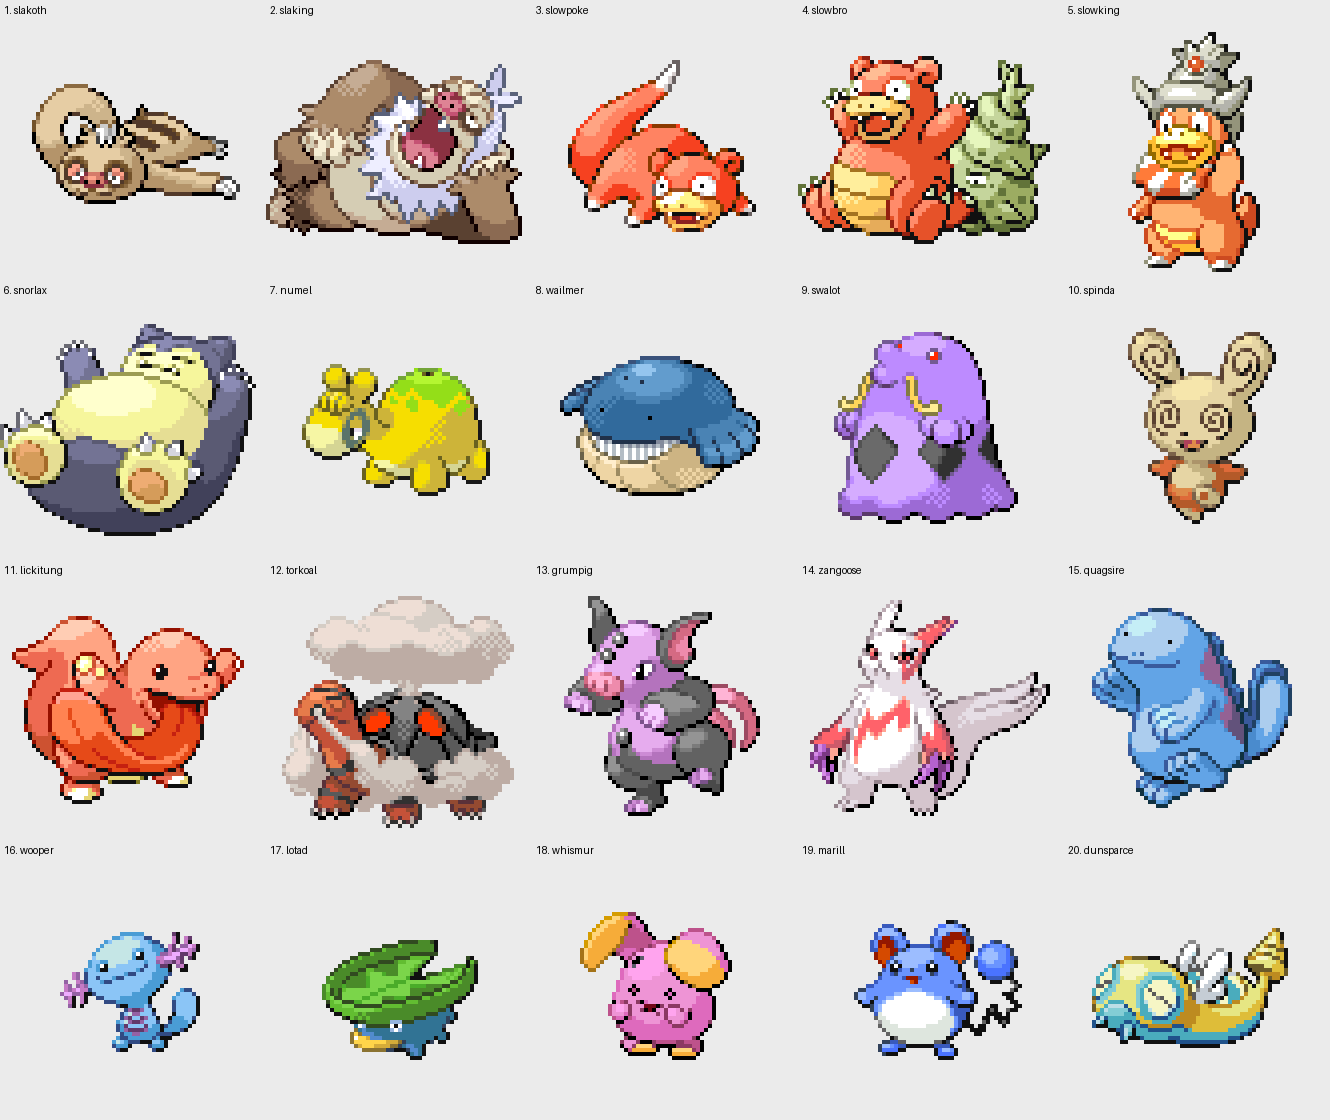 1. slakoth
2. slaking
3. slowpoke
4. slowbro
5. slowking
6. snorlax
7. numel
8. wailmer
9. swalot
10. spinda
11. lickitung
12. torkoal
13. grumpig
14. zangoose
15. quagsire
16. wooper
17. lotad
18. whismur
19. marill
20. dunsparce